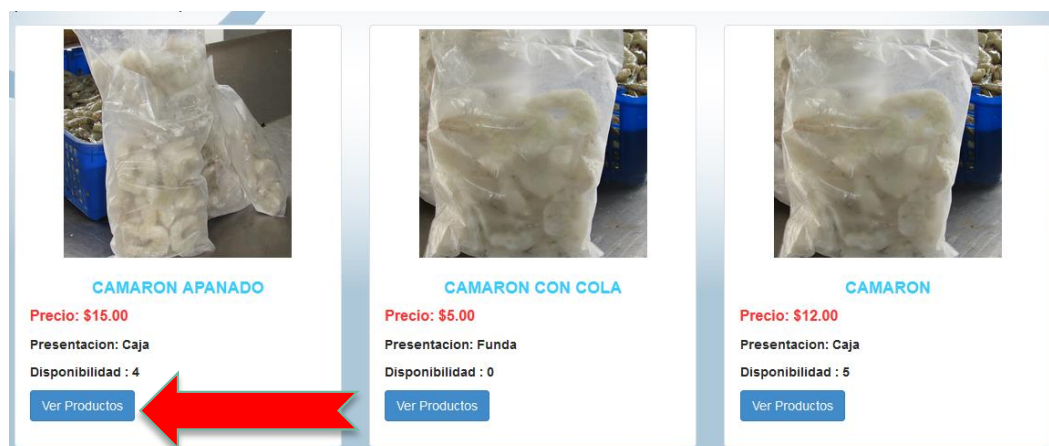 CAMARON APANADO
Precio: $15.00
Presentacion: Caja
Disponibilidad : 4
Ver Productos
CAMARON CON COLA
Precio: $5.00
Presentacion: Funda
Disponibilidad : 0
Ver Productos
CAMARON
Precio: $12.00
Presentacion: Caja
Disponibilidad : 5
Ver Productos